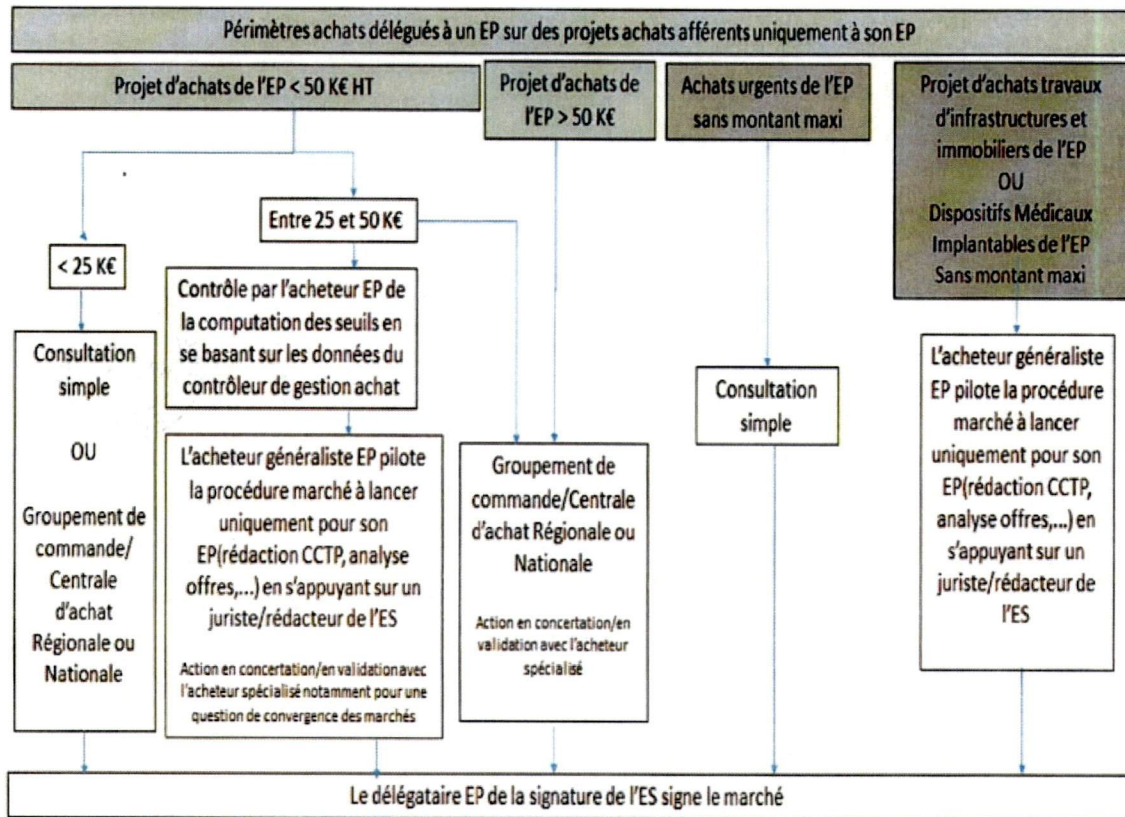 Périmètres achats délégués à un EP sur des projets achats afférents uniquement à son EP
Projet d'achats de l'EP < 50 K€ HT
Projet d'achats de
l'EP > 50 K€
Achats urgents de l'EP
sans montant maxi
Projet d'achats travaux
d'infrastructures et
immobiliers de l'EP
OU
Dispositifs Médicaux
Implantables de l'EP
Sans montant maxi
< 25 K€
Entre 25 et 50 K€
Consultation
simple
OU
Groupement de
commande/
Centrale
d'achat
Régionale ou
Nationale
Contrôle par l'acheteur EP de
la computation des seuils en
se basant sur les données du
contrôleur de gestion achat
L'acheteur généraliste EP pilote
la procédure marché à lancer
uniquement pour son
EP(rédaction CCTP, analyse
offres,...) en s'appuyant sur un
juriste/rédacteur de l'ES
Action en concertation/en validation avec
l'acheteur spécialisé notamment pour une
question de convergence des marchés
Groupement de
commande/Centrale
d'achat Régionale ou
Nationale
Action en concertation/en
validation avec l'acheteur
spécialisé
Consultation
simple
L'acheteur généraliste
EP pilote la procédure
marché à lancer
uniquement pour son
EP(rédaction CCTP,
analyse offres,...) en
s'appuyant sur un
juriste/rédacteur de
l'ES
Le délégataire EP de la signature de l'ES signe le marché